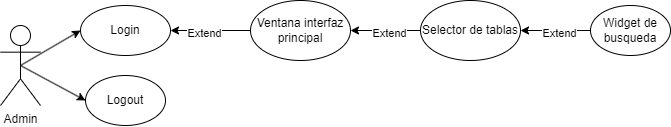 Login
Extend
Ventana interfaz
principal
Extend
Selector de tablas
Extend
Widget de
busqueda
Logout
Admin